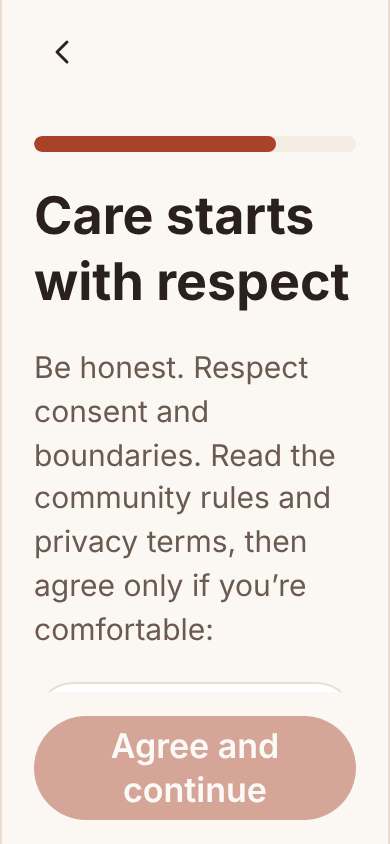 Care starts
with respect
Be honest. Respect
consent and
boundaries. Read the
community rules and
privacy terms, then
agree only if you’re
comfortable:
Agree and
continue